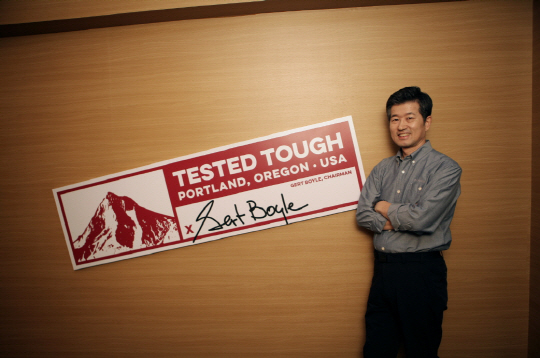 TESTED TOUGH
PORTLAND, OREGON • USA
GERT BOYLE, CHAIRMAN
x Gert Boyle